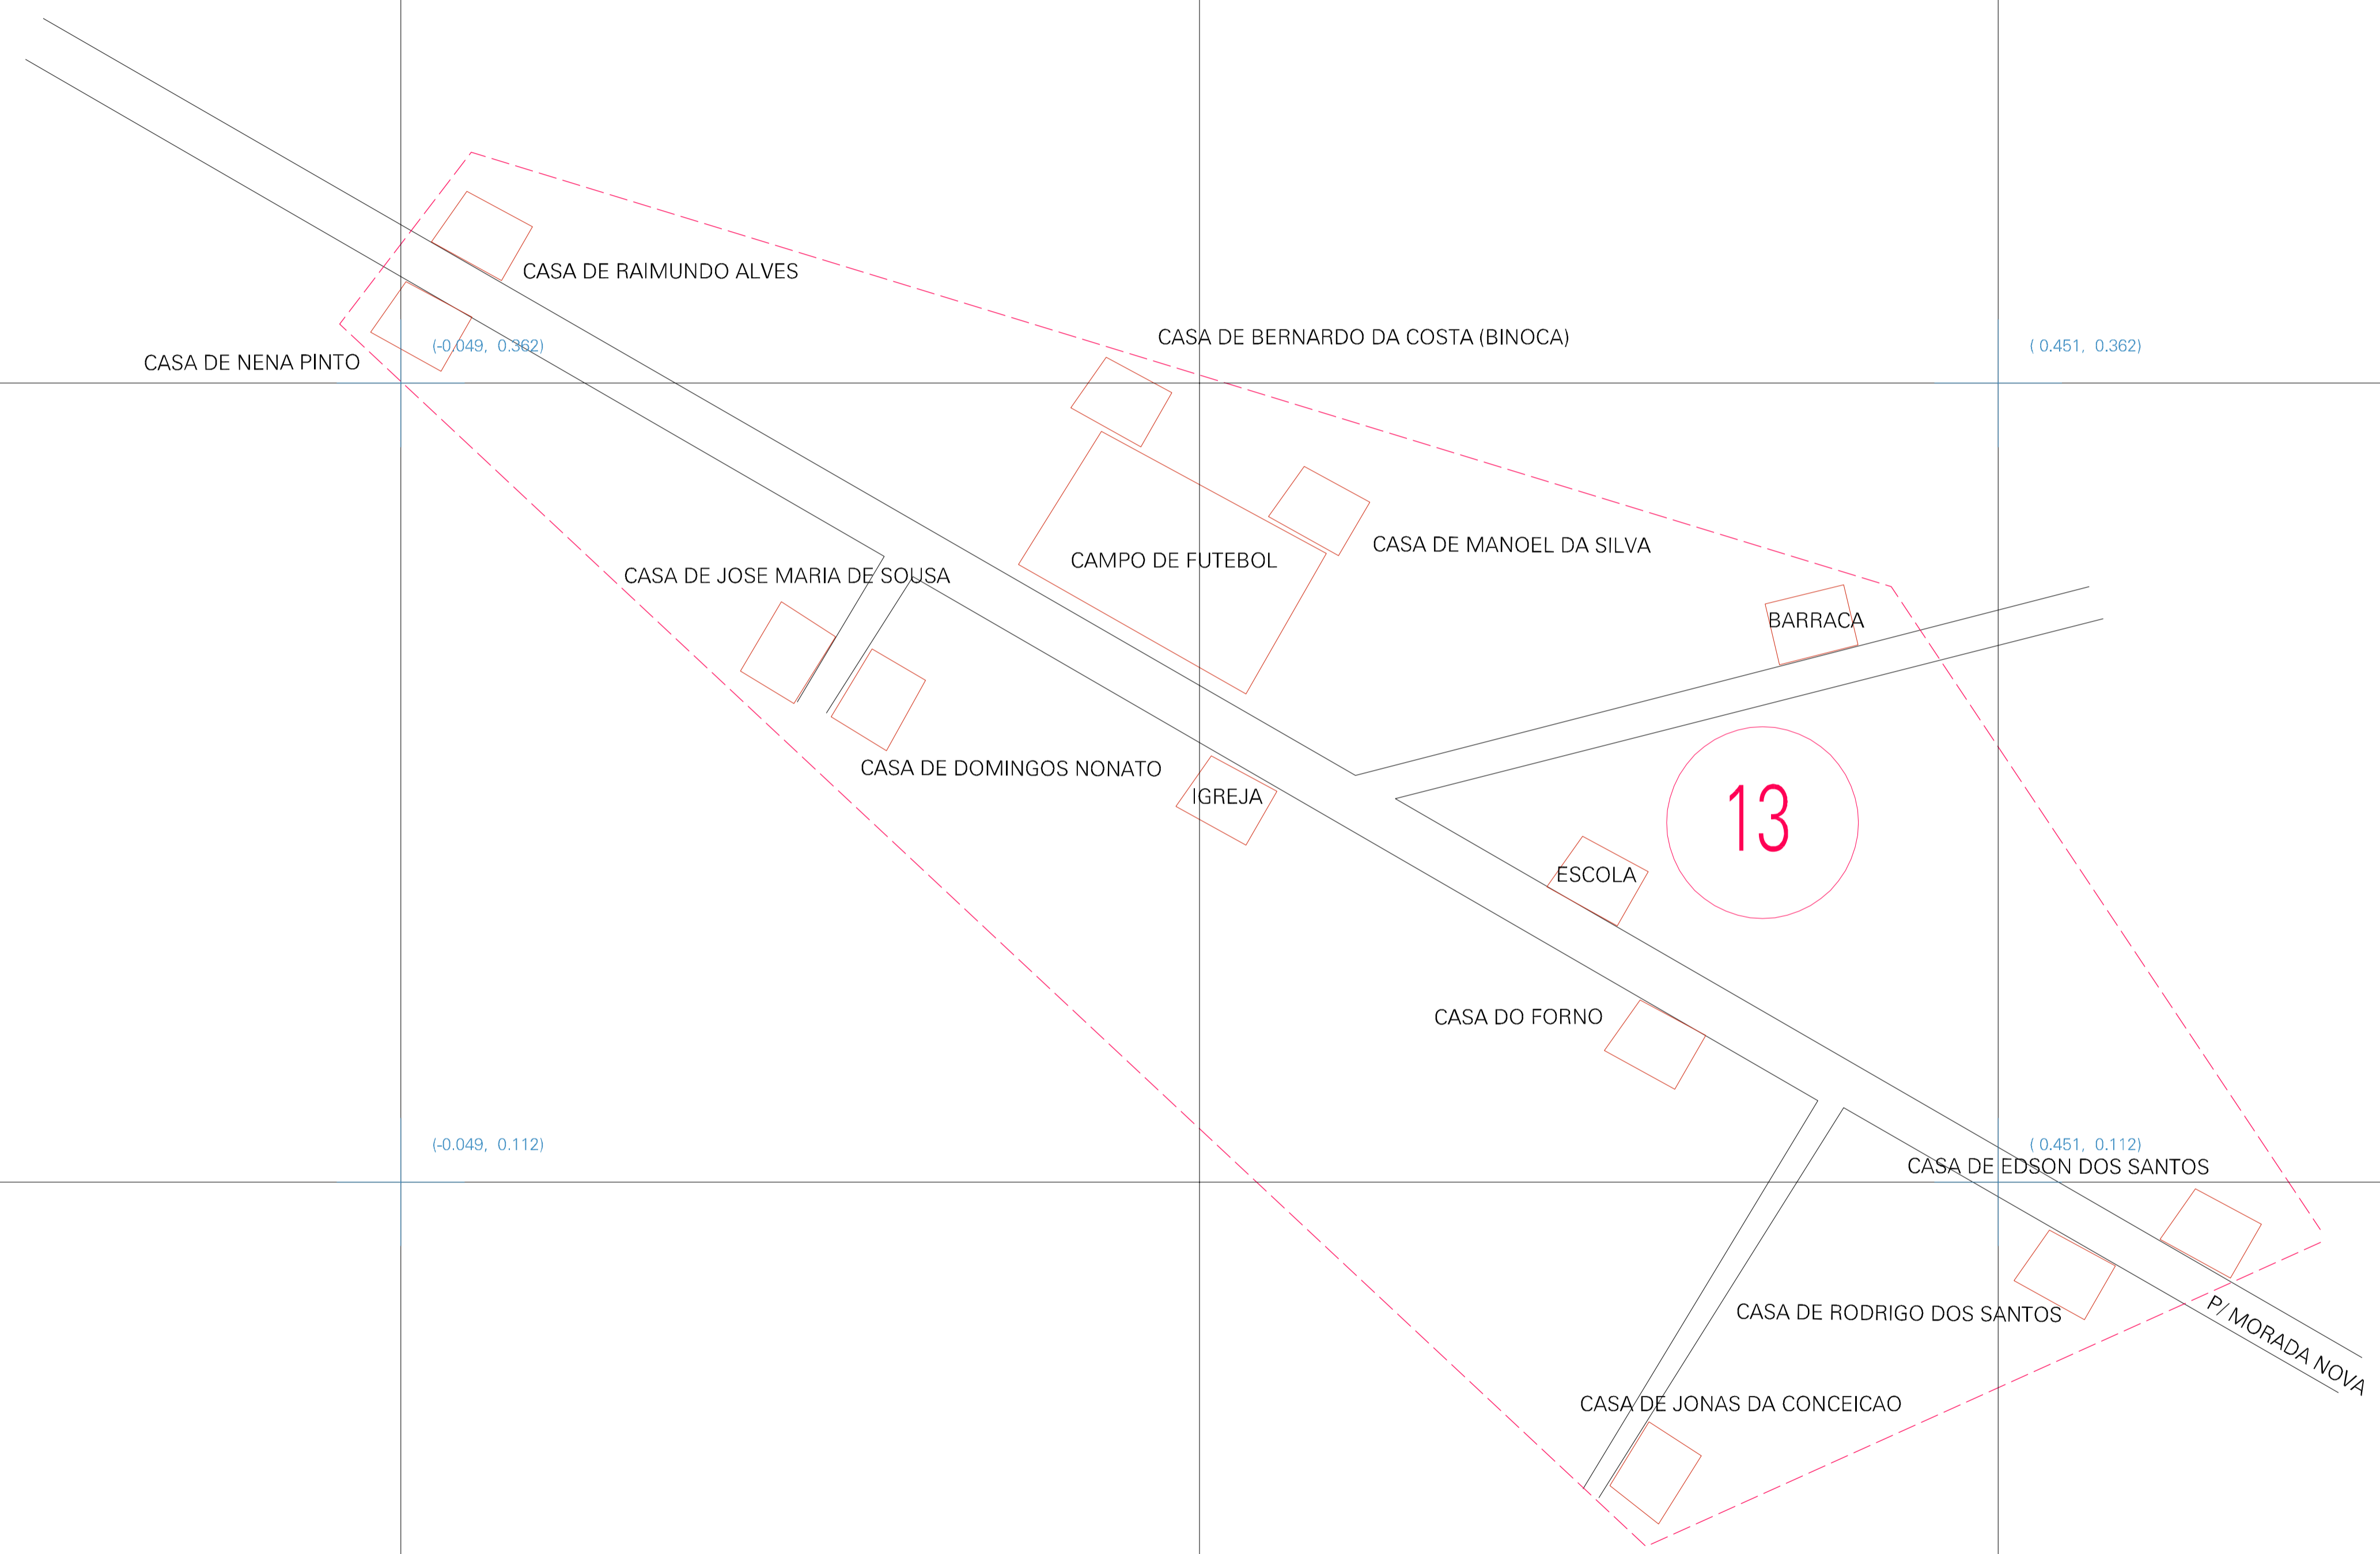 CASA DE RAIMUNDO ALVES
CASA DE BERNARDO DA COSTA (BINOCA)
(-0.049, 0.362)
( 0.451, 0.362)
CASA DE NENA PINTO
CASA DE MANOEL DA SILVA
CAMPO DE FUTEBOL
CASA DE JOSE MARIA DE SOUSA
BARRACA
CASA DE DOMINGOS NONATO
IGREJA
13
ESCOLA
CASA DO FORNO
(-0.049, 0.112)
( 0.451, 0.112)
CASA DE EDSON DOS SANTOS
CASA DE RODRIGO DOS SANTOS
P/ MORADA NOVA
CASA DE JONAS DA CONCEICAO